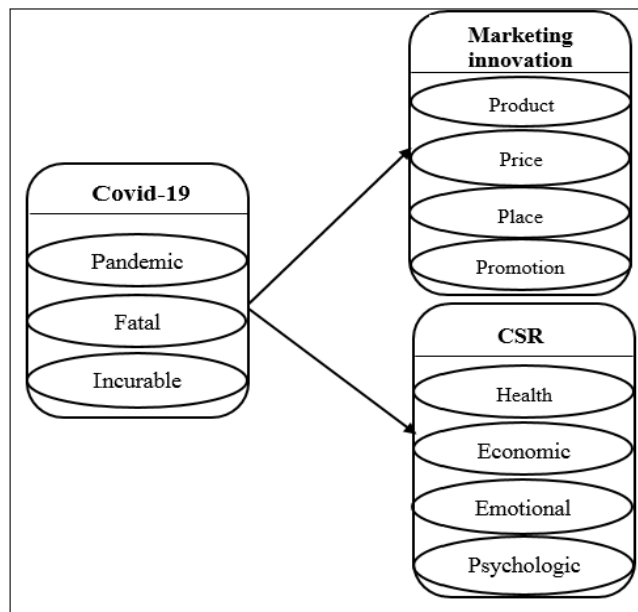 Covid-19
Pandemic
Fatal
Incurable
Marketing
innovation
Product
Price
Place
Promotion
CSR
Health
Economic
Emotional
Psychologic